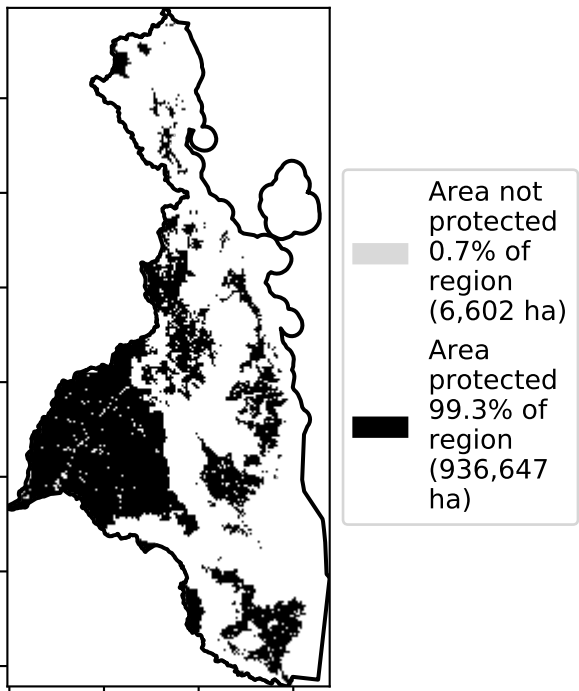 Area not
protected
0.7% of
region
(6,602 ha)
Area
protected
99.3% of
region
(936,647
ha)